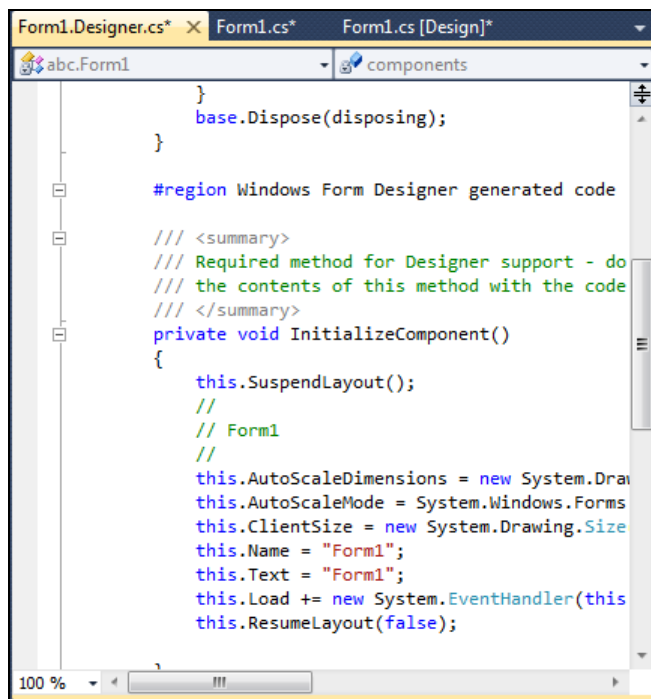 Form1.Designer.cs* Form1.cs* Form1.cs [Design]*
abc.Form1 components
}
base.Dispose(disposing);
}
#region Windows Form Designer generated code
/// <summary>
/// Required method for Designer support - do
/// the contents of this method with the code
/// </summary>
private void InitializeComponent()
{
this.SuspendLayout();
//
// Form1
//
this.AutoScaleDimensions = new System.Draw
this.AutoScaleMode = System.Windows.Forms
this.ClientSize = new System.Drawing.Size
this.Name = "Form1";
this.Text = "Form1";
this.Load += new System.EventHandler(this
this.ResumeLayout(false);
}
100 %